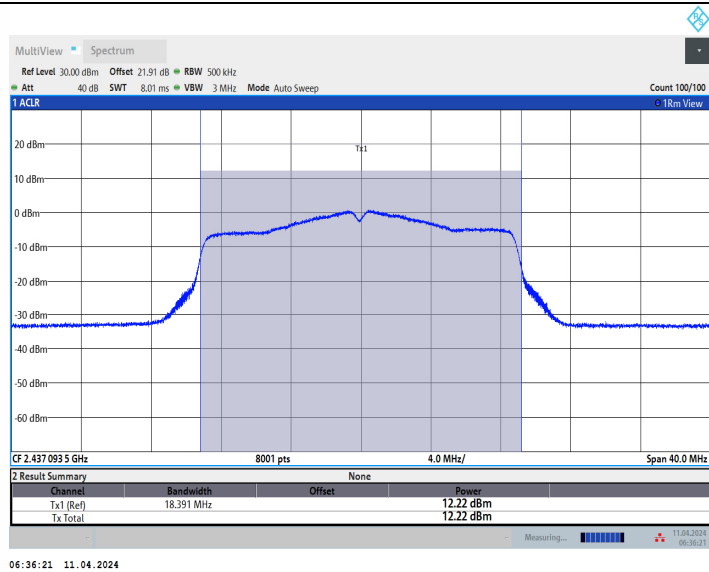 MultiView Spectrum
Ref Level 30.00 dBm Offset 21.91 dB RBW 500 kHz
Att 40 dB SWT 8.01 ms VBW 3 MHz Mode Auto Sweep Count 100/100
1 ACLR 1Rm View
20 dBm
Tx1
10 dBm
0 dBm
-10 dBm
-20 dBm
-30 dBm
-40 dBm
-50 dBm
-60 dBm
CF 2.437 093 5 GHz 8001 pts 4.0 MHz/ Span 40.0 MHz
2 Result Summary None
Channel Bandwidth Offset Power
Tx1 (Ref) 18.391 MHz 12.22 dBm
Tx Total 12.22 dBm
Measuring... 11.04.2024
06:36:21
06:36:21 11.04.2024